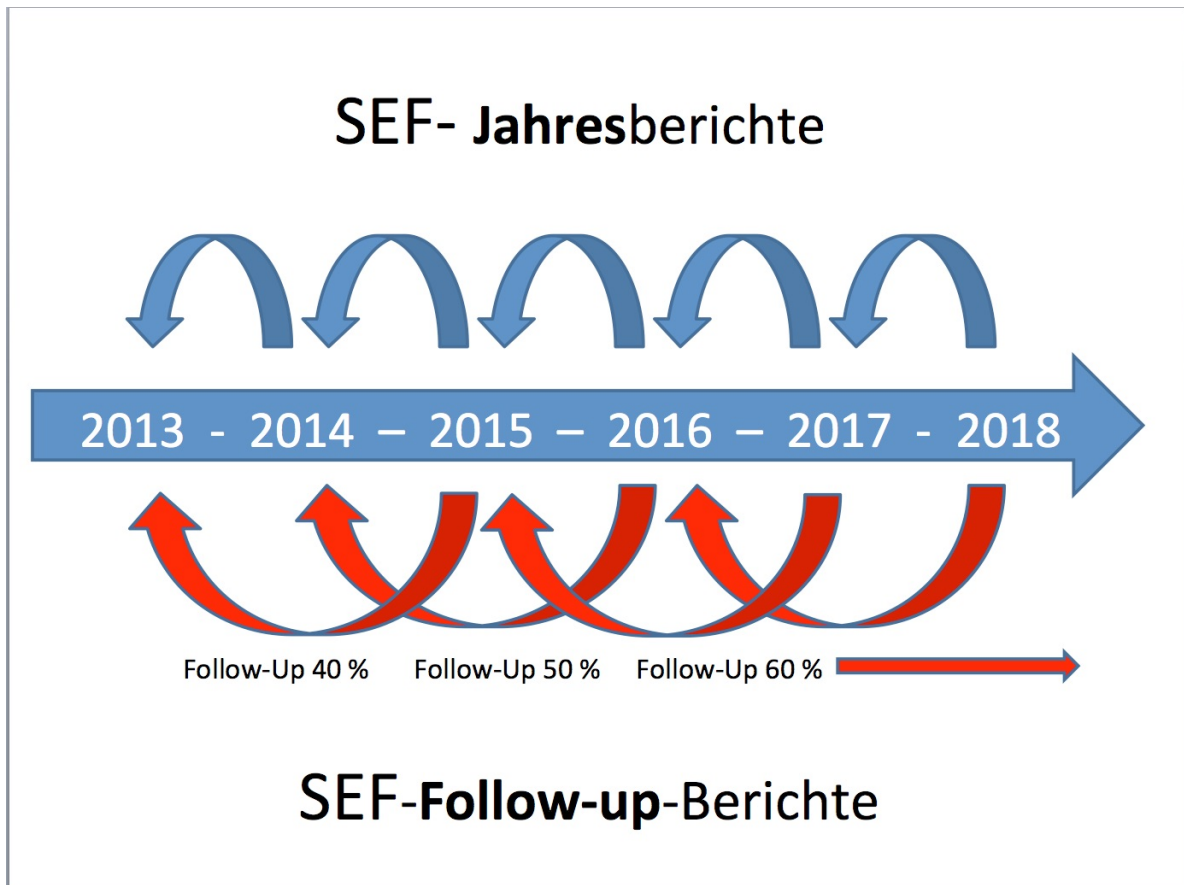 SEF- Jahresberichte
2013 - 2014 – 2015 – 2016 – 2017 - 2018
Follow-Up 40 % Follow-Up 50 % Follow-Up 60 %
SEF-Follow-up-Berichte